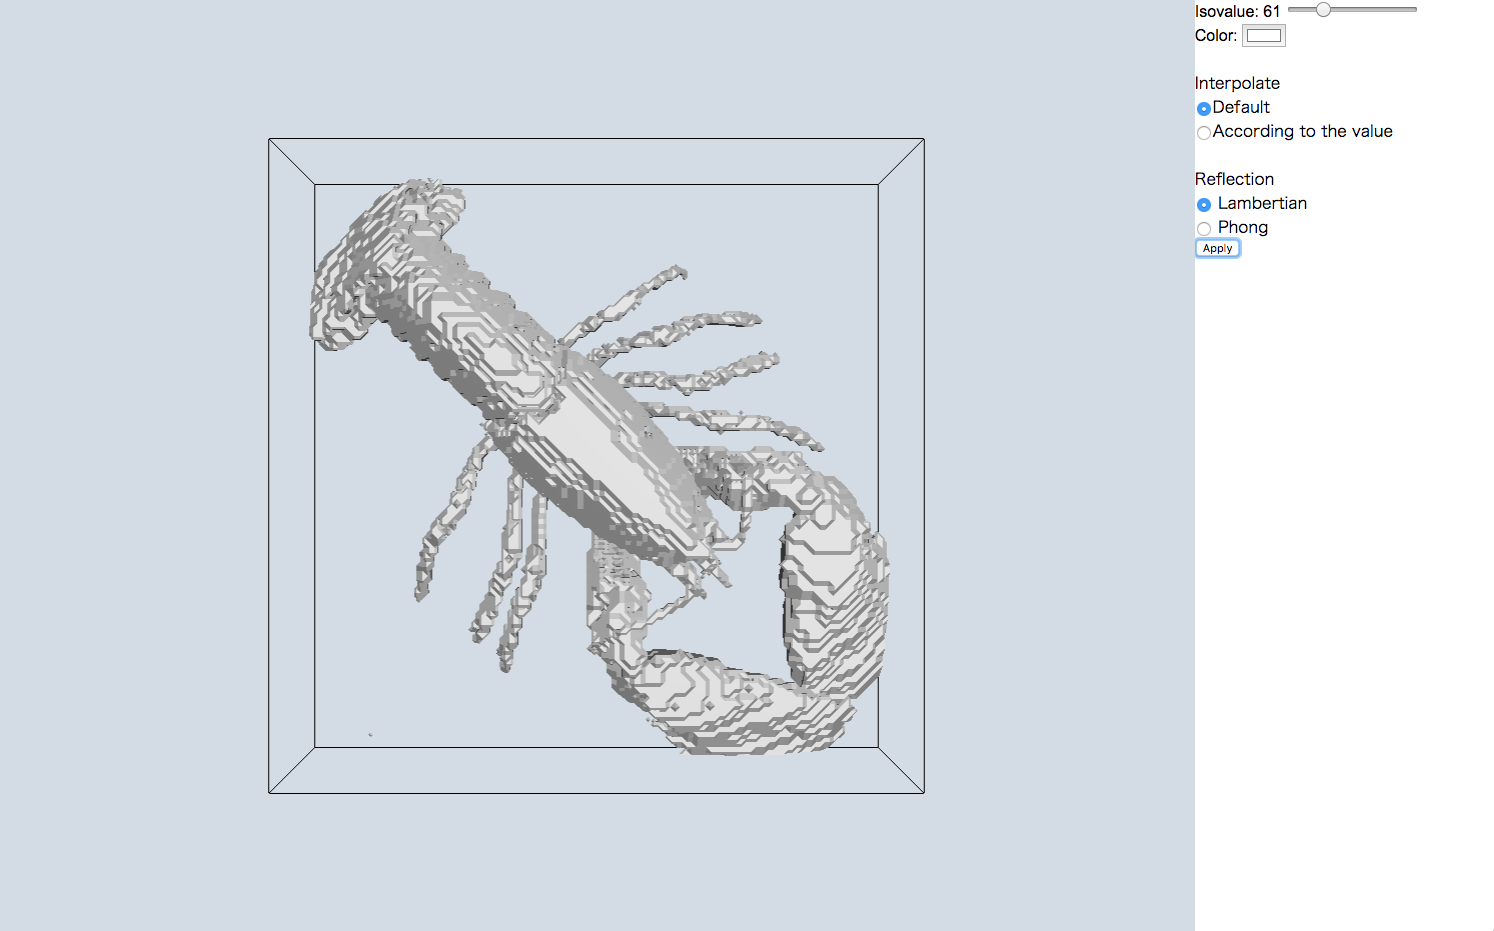 Isovalue: 61
Color:
Interpolate
Default
According to the value
Reflection
Lambertian
Phong
Apply